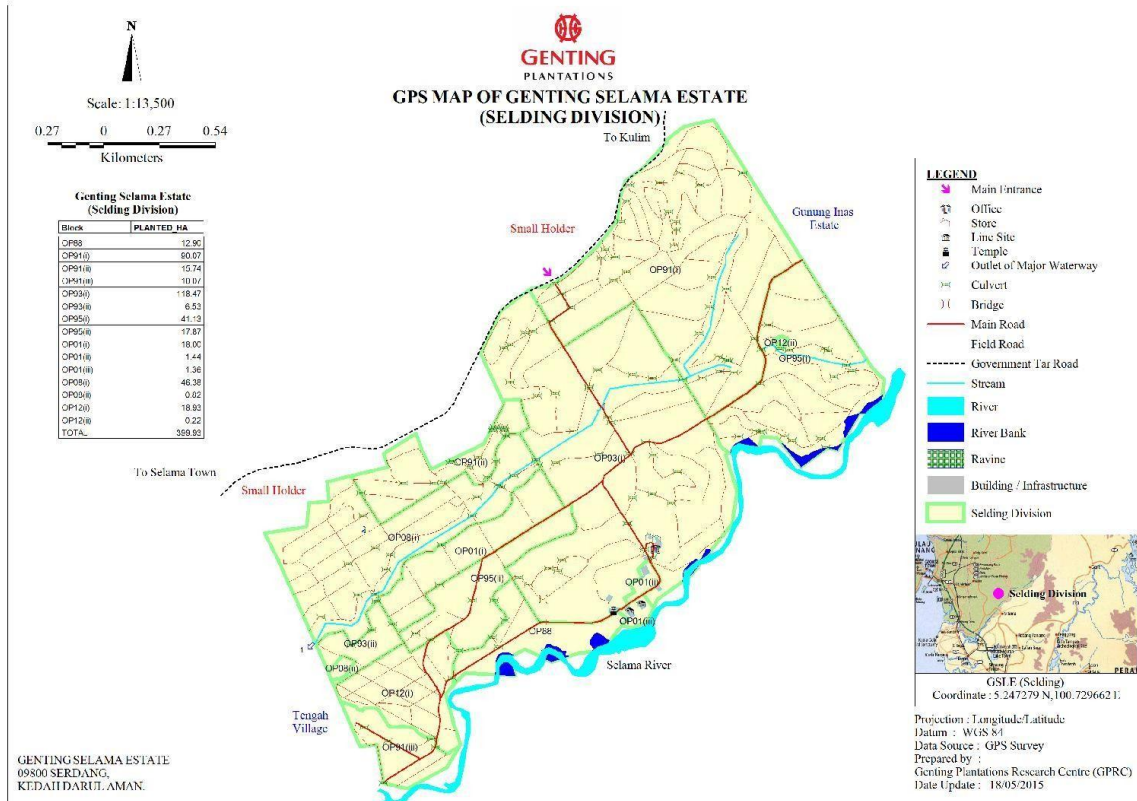 N
Scale: 1:13,500
0.27 0 0.27 0.54
Kilometers
GENTING
PLANTATIONS
GPS MAP OF GENTING SELAMA ESTATE
(SELDING DIVISION)
To Kulim
Genting Selama Estate
(Selding Division)
Block PLANTED_HA
OP88 12.90
OP91(i) 90.07
OP91(ii) 15.74
OP91(iii) 10.07
OP93(i) 118.47
OP93(ii) 6.53
OP95(i) 41.13
OP95(ii) 17.87
OP01(i) 18.00
OP01(ii) 1.44
OP01(iii) 1.36
OP08(i) 46.38
OP08(ii) 0.82
OP12(i) 18.93
OP12(ii) 0.22
TOTAL 399.93
Small Holder
Gunung Inas
Estate
OP91(i)
OP12(ii)
OP95(i)
OP93(i)
OP91(ii)
To Selama Town
Small Holder
2
OP08(i)
OP01(i)
OP95(ii)
OP01(ii)
OP01(iii)
OP88
OP93(ii)
1
OP08(ii)
Selama River
OP12(i)
Tengah
Village
OP91(iii)
GENTING SELAMA ESTATE
09800 SERDANG,
KEDAH DARUL AMAN.
LEGEND
Main Entrance
Office
Store
Line Site
Temple
Outlet of Major Waterway
Culvert
Bridge
Main Road
Field Road
Government Tar Road
Stream
River
River Bank
Ravine
Building / Infrastructure
Selding Division
Selding Division
GSLE (Selding)
Coordinate : 5.247279 N,100.729662 E
Projection : Longitude/Latitude
Datum : WGS 84
Data Source : GPS Survey
Prepared by :
Genting Plantations Research Centre (GPRC)
Date Update : 18/05/2015